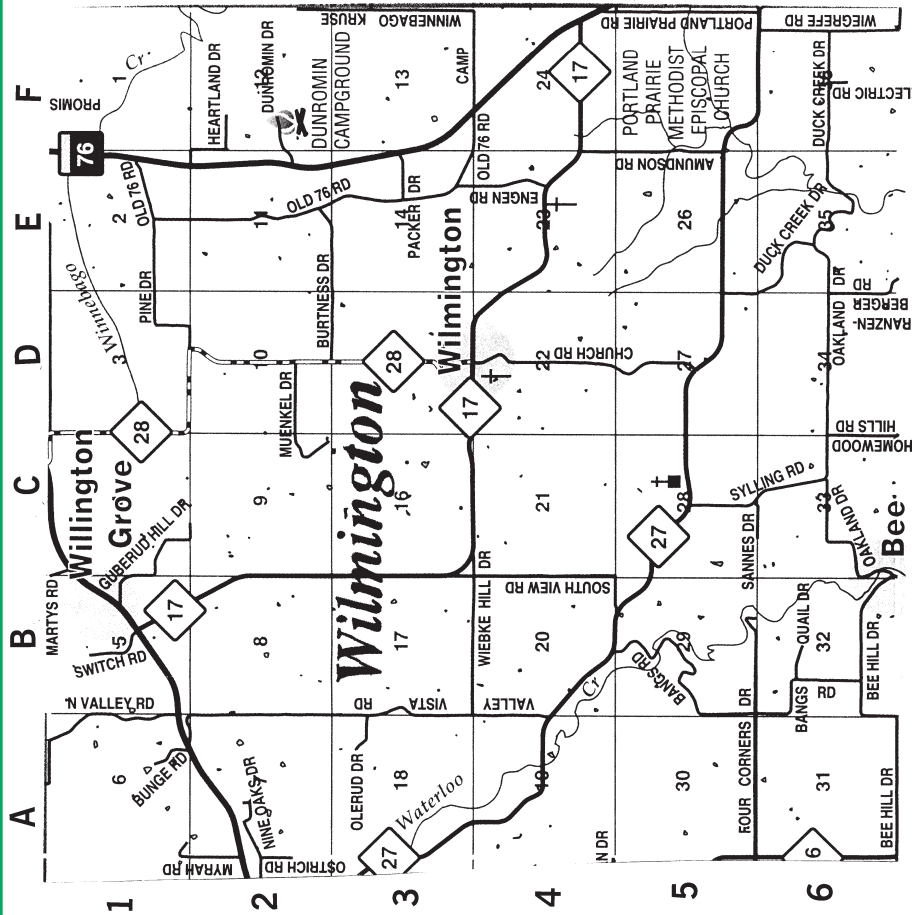 F
E
D
C
B
A
1
2
3
4
5
6
WINNEBAGO
KRUSE
PORTLAND PRAIRIE RD
WIEGREFE RD
PROMIS
1
Cr.
HEARTLAND DR
12
DUNROMIN DR
DUNROMIN
CAMPGROUND
13
CAMP
24
17
PORTLAND
PRAIRIE
METHODIST
EPISCOPAL
CHURCH
DUCK CREEK DR
LECTRIC RD
76
OLD 76 RD
2
11
OLD 76 RD
14
PACKER DR
OLD 76 RD
ENGEN RD
23
AMUNDSON RD
26
DUCK CREEK DR
35
Winnebago
PINE DR
BURTNESS DR
Wilmington
3
10
28
22
CHURCH RD
27
34
OAKLAND DR
BERGER RD
RANZEN-
28
MUENKEL DR
17
HILLS RD
HOMEWOOD
Willington
Grove
GUBERUD HILL DR
9
Wilmington
16
21
28
27
SYLLING RD
33
OAKLAND DR
Bee
MARTYS RD
17
5
SWITCH RD
8
17
WIEBKE HILL DR
20
SOUTH VIEW RD
29
BANGS RD
SANNES DR
QUAIL DR
32
BEE HILL DR
N VALLEY RD
VISTA RD
VALLEY
Cr
BANGS RD
6
BUNGE RD
7
NINE OAKS DR
OLERUD DR
18
Waterloo
19
30
FOUR CORNERS DR
31
BEE HILL DR
MYRAH RD
OSTRICH RD
27
N DR
6